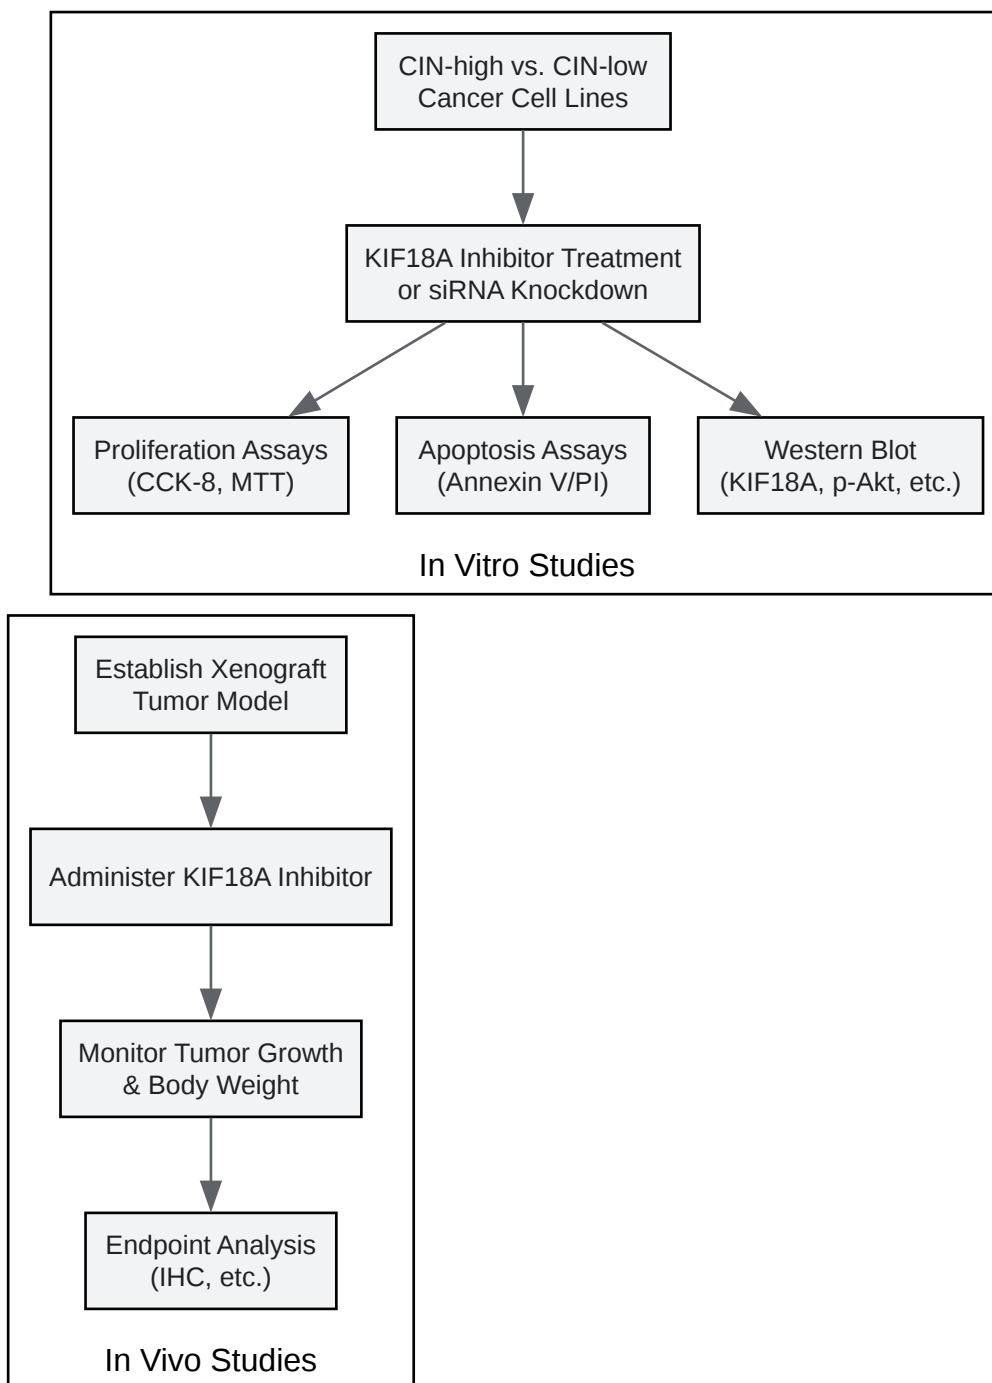 CIN-high vs. CIN-low
Cancer Cell Lines
KIF18A Inhibitor Treatment
or siRNA Knockdown
Proliferation Assays
(CCK-8, MTT)
Apoptosis Assays
(Annexin V/PI)
Western Blot
(KIF18A, p-Akt, etc.)
In Vitro Studies
Establish Xenograft
Tumor Model
Administer KIF18A Inhibitor
Monitor Tumor Growth
& Body Weight
Endpoint Analysis
(IHC, etc.)
In Vivo Studies